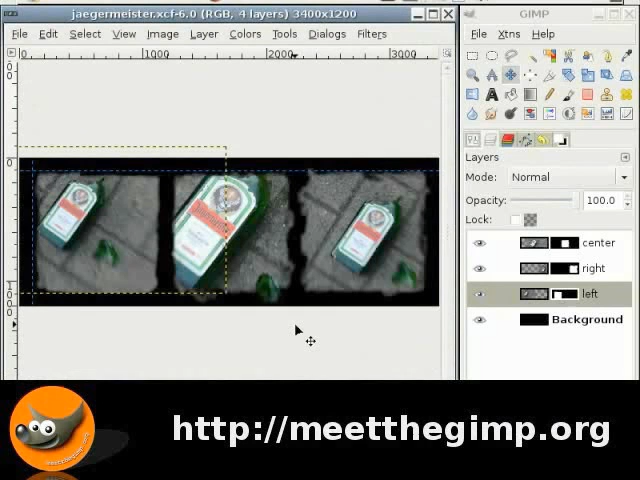 jaegermeister.xcf-6.0 (RGB, 4 layers) 3400x1200
File Edit Select View Image Layer Colors Tools Dialogs Filters
0 1000 2000 3000
GIMP
File Xtns Help
Layers
Mode: Normal
Opacity: 100.0
Lock:
center
right
left
Background
http://meetthegimp.org